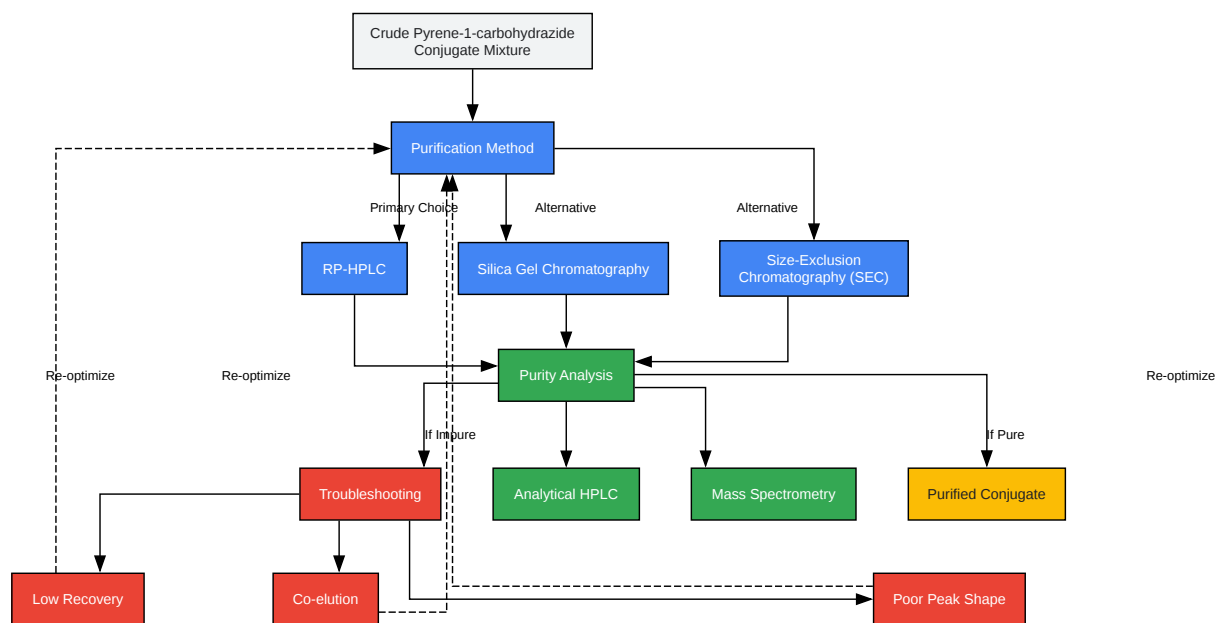 Crude Pyrene-1-carbohydrazide
Conjugate Mixture
Purification Method
Primary Choice
Alternative
Alternative
RP-HPLC
Silica Gel Chromatography
Size-Exclusion
Chromatography (SEC)
Re-optimize
Re-optimize
Purity Analysis
Re-optimize
If Impure
If Pure
Troubleshooting
Analytical HPLC
Mass Spectrometry
Purified Conjugate
Low Recovery
Co-elution
Poor Peak Shape